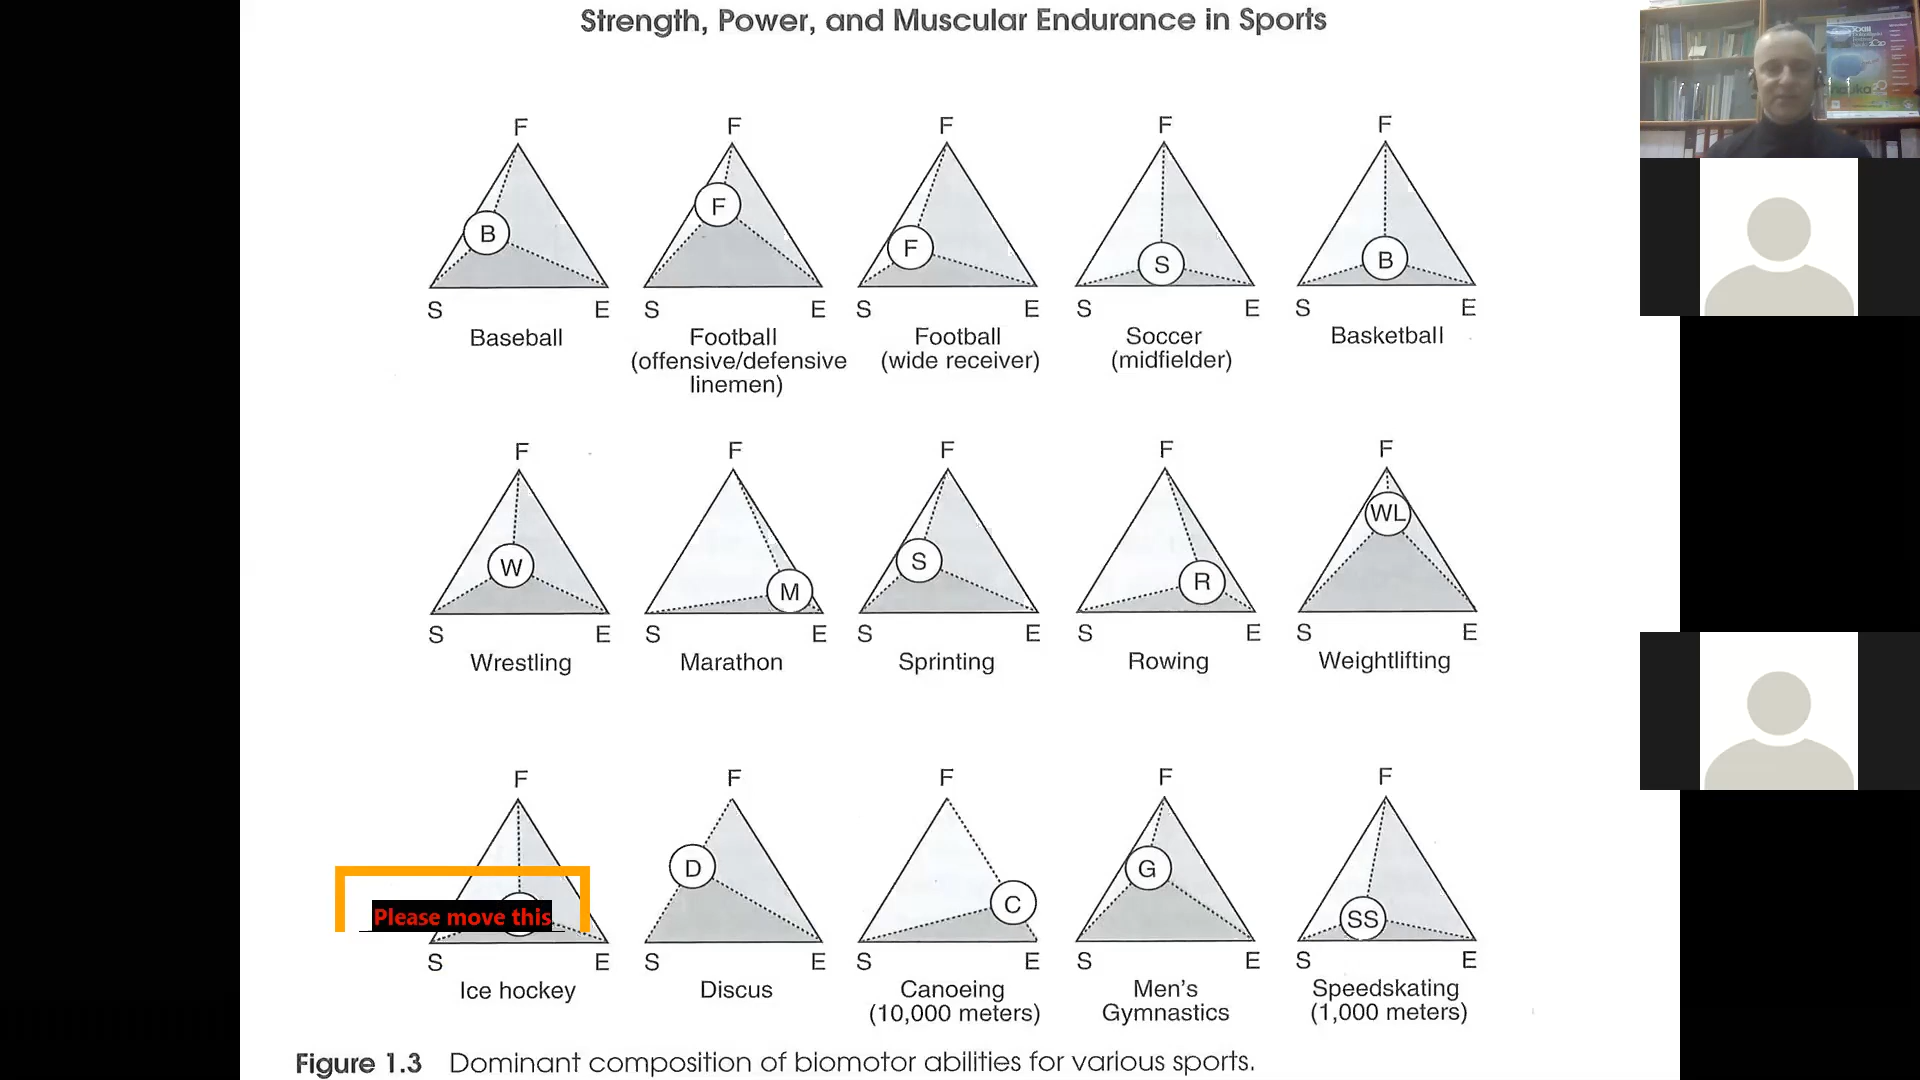 Strength, Power, and Muscular Endurance in Sports
F F F F F
B F F S B
S E S E S E S E S E
Baseball
Football
(offensive/defensive
linemen)
Football
(wide receiver)
Soccer
(midfielder)
Basketball
F F F F F
W M S R WL
S E S E S E S E S E
Wrestling
Marathon
Sprinting
Rowing
Weightlifting
F F F F F
D C G SS
Please move this
S E S E S E S E S E
Ice hockey
Discus
Canoeing
(10,000 meters)
Men's
Gymnastics
Speedskating
(1,000 meters)
Figure 1.3 Dominant composition of biomotor abilities for various sports.